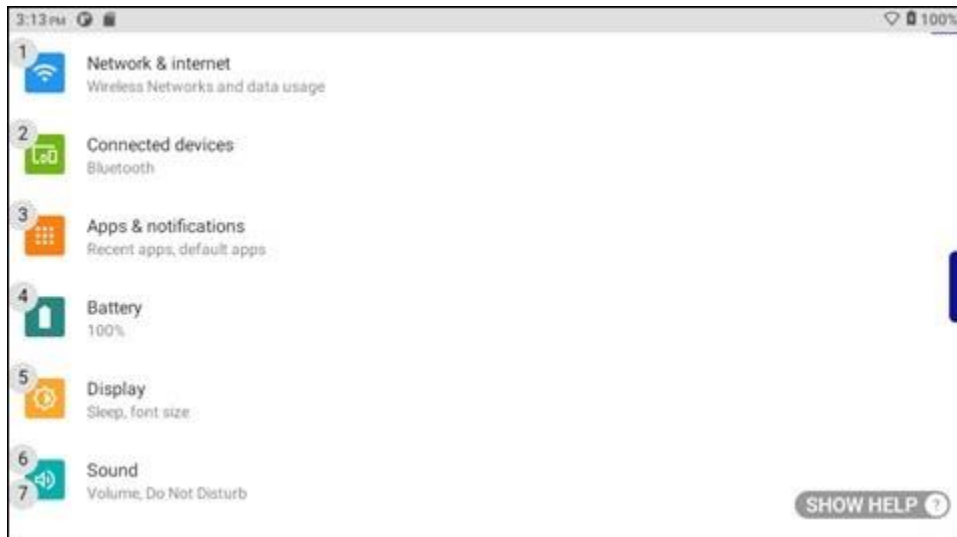 3:13 PM 100%
1
Network & internet
Wireless Networks and data usage
2
Connected devices
Bluetooth
3
Apps & notifications
Recent apps, default apps
4
Battery
100%
5
Display
Sleep, font size
6
Sound
7
Volume, Do Not Disturb
SHOW HELP ?